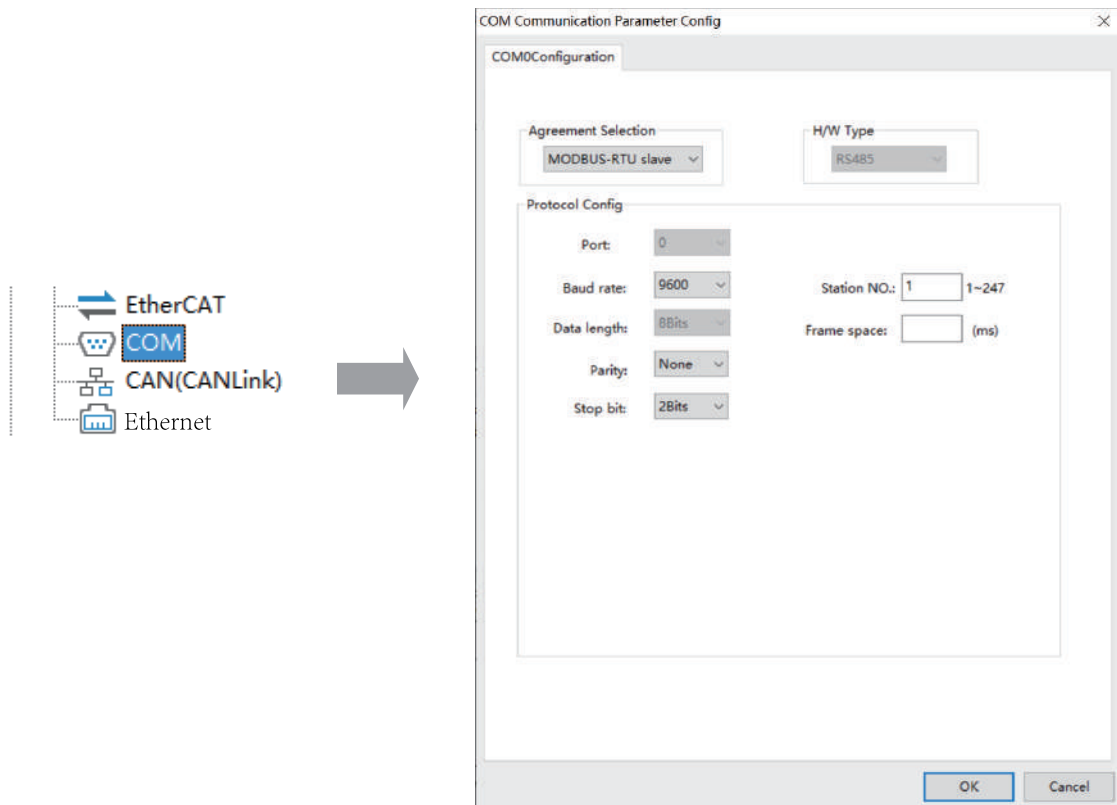 EtherCAT
COM
CAN(CANLink)
Ethernet
COM Communication Parameter Config
COM0Configuration
Agreement Selection
MODBUS-RTU slave
H/W Type
RS485
Protocol Config
Port: 0
Baud rate: 9600
Station NO.: 1 1~247
Data length: 8Bits
Frame space: (ms)
Parity: None
Stop bit: 2Bits
OK Cancel